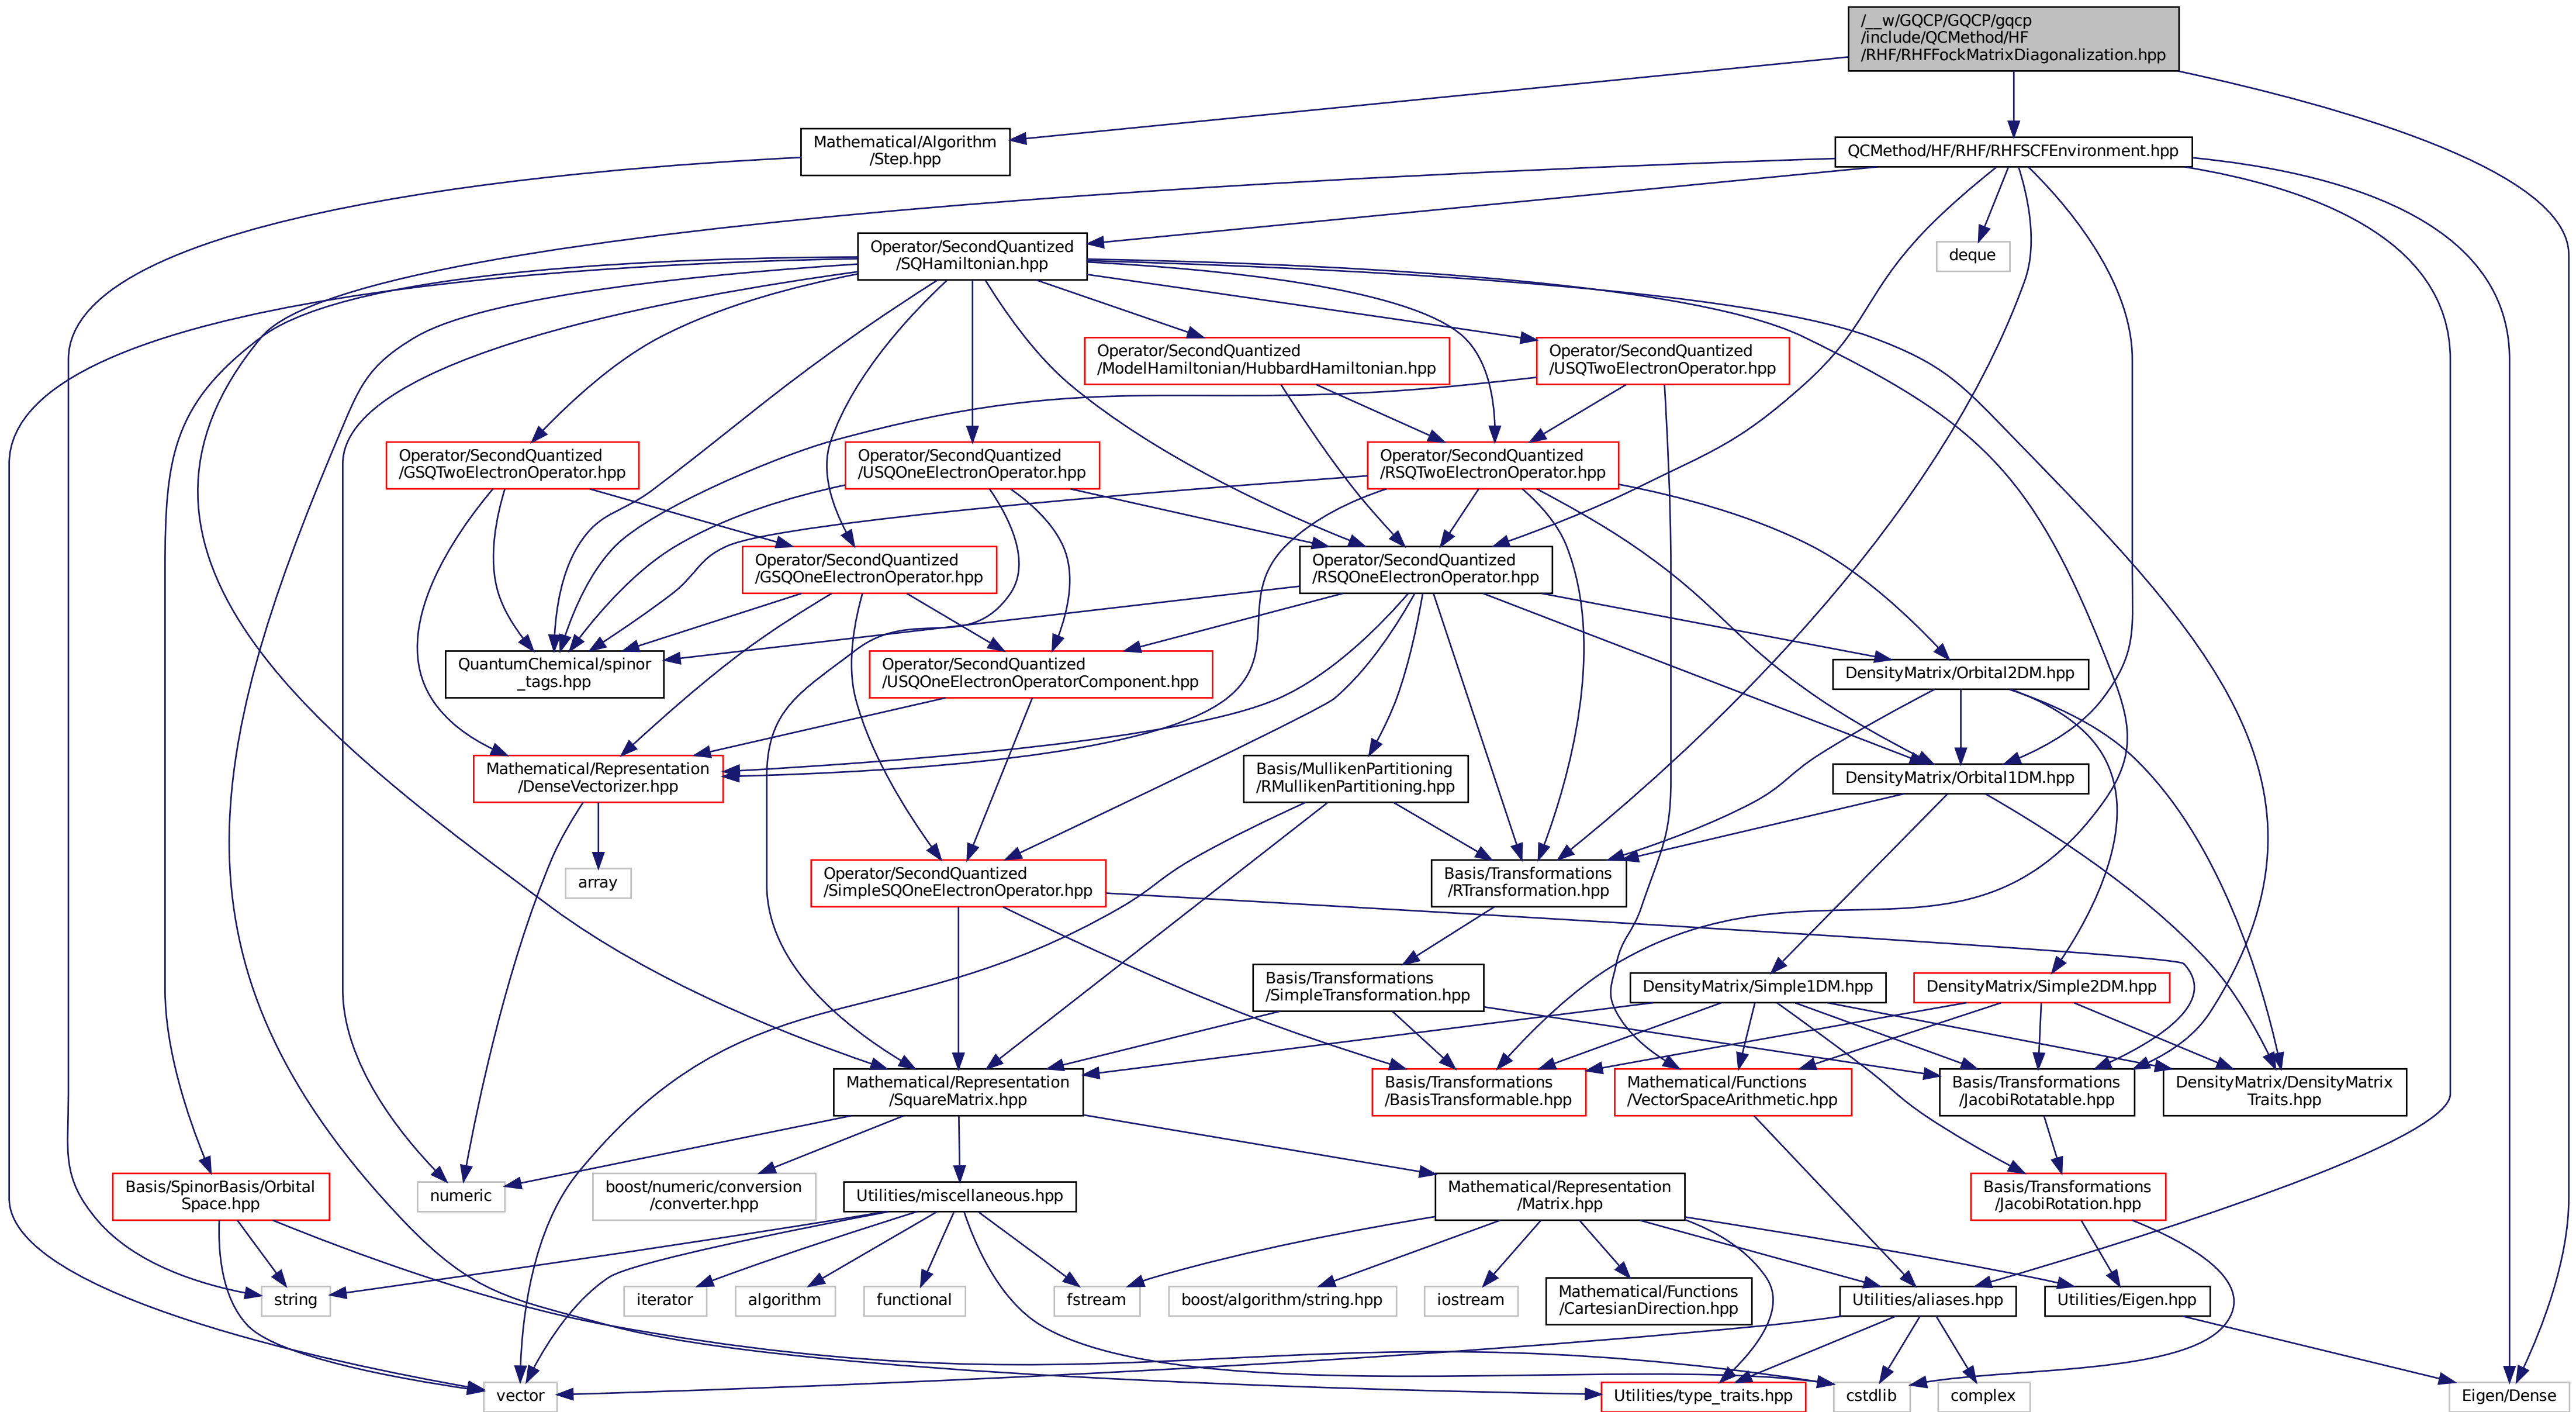 /__w/GQCP/GQCP/gqcp
/include/QCMethod/HF
/RHF/RHFFockMatrixDiagonalization.hpp
Mathematical/Algorithm
/Step.hpp
QCMethod/HF/RHF/RHFSCFEnvironment.hpp
Operator/SecondQuantized
/SQHamiltonian.hpp
deque
Operator/SecondQuantized
/ModelHamiltonian/HubbardHamiltonian.hpp
Operator/SecondQuantized
/USQTwoElectronOperator.hpp
Operator/SecondQuantized
/GSQTwoElectronOperator.hpp
Operator/SecondQuantized
/USQOneElectronOperator.hpp
Operator/SecondQuantized
/RSQTwoElectronOperator.hpp
Operator/SecondQuantized
/GSQOneElectronOperator.hpp
Operator/SecondQuantized
/RSQOneElectronOperator.hpp
QuantumChemical/spinor
_tags.hpp
Operator/SecondQuantized
/USQOneElectronOperatorComponent.hpp
DensityMatrix/Orbital2DM.hpp
Mathematical/Representation
/DenseVectorizer.hpp
Basis/MullikenPartitioning
/RMullikenPartitioning.hpp
DensityMatrix/Orbital1DM.hpp
array
Operator/SecondQuantized
/SimpleSQOneElectronOperator.hpp
Basis/Transformations
/RTransformation.hpp
Basis/Transformations
/SimpleTransformation.hpp
DensityMatrix/Simple1DM.hpp
DensityMatrix/Simple2DM.hpp
Mathematical/Representation
/SquareMatrix.hpp
Basis/Transformations
/BasisTransformable.hpp
Mathematical/Functions
/VectorSpaceArithmetic.hpp
Basis/Transformations
/JacobiRotatable.hpp
DensityMatrix/DensityMatrix
Traits.hpp
Basis/SpinorBasis/Orbital
Space.hpp
numeric
boost/numeric/conversion
/converter.hpp
Utilities/miscellaneous.hpp
Mathematical/Representation
/Matrix.hpp
Basis/Transformations
/JacobiRotation.hpp
string
iterator
algorithm
functional
fstream
boost/algorithm/string.hpp
iostream
Mathematical/Functions
/CartesianDirection.hpp
Utilities/aliases.hpp
Utilities/Eigen.hpp
vector
Utilities/type_traits.hpp
cstdlib
complex
Eigen/Dense